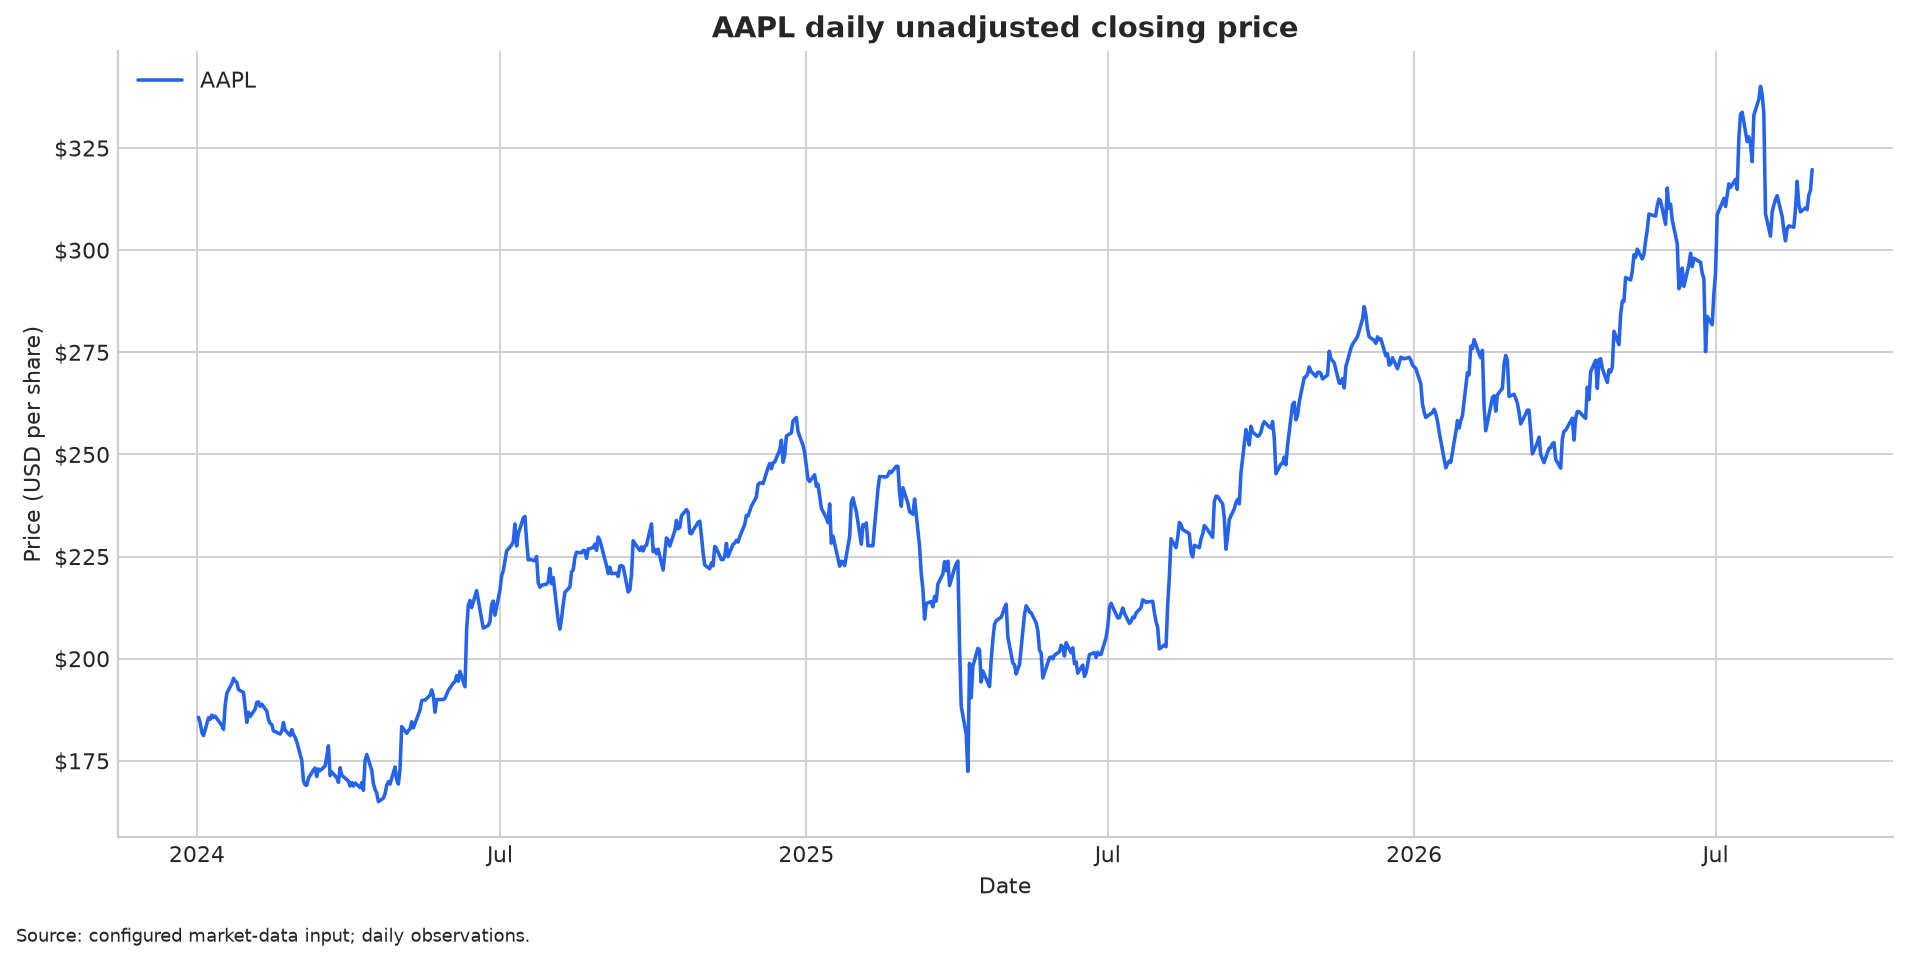 AAPL daily unadjusted closing price
AAPL
$325
$300
$275
$250
$225
$200
$175
Price (USD per share)
2024
Jul
2025
Jul
2026
Jul
Date
Source: configured market-data input; daily observations.